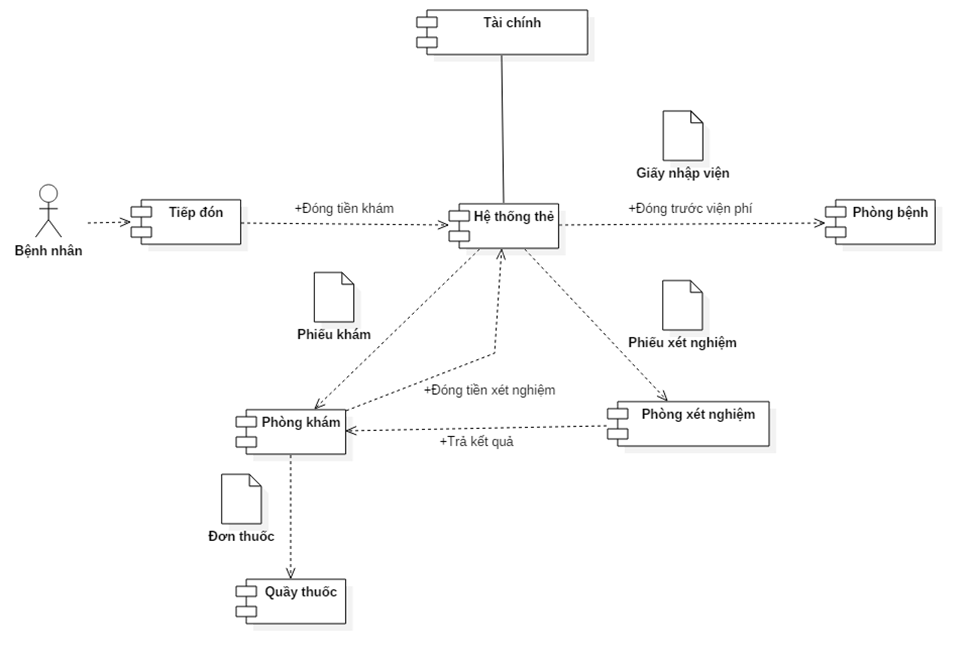 Tài chính
Giấy nhập viện
Tiếp đón
+Đóng tiền khám
Hệ thống thẻ
+Đóng trước viện phí
Phòng bệnh
Bệnh nhân
Phiếu khám
Phiếu xét nghiệm
+Đóng tiền xét nghiệm
Phòng khám
Phòng xét nghiệm
+Trả kết quả
Đơn thuốc
Quầy thuốc